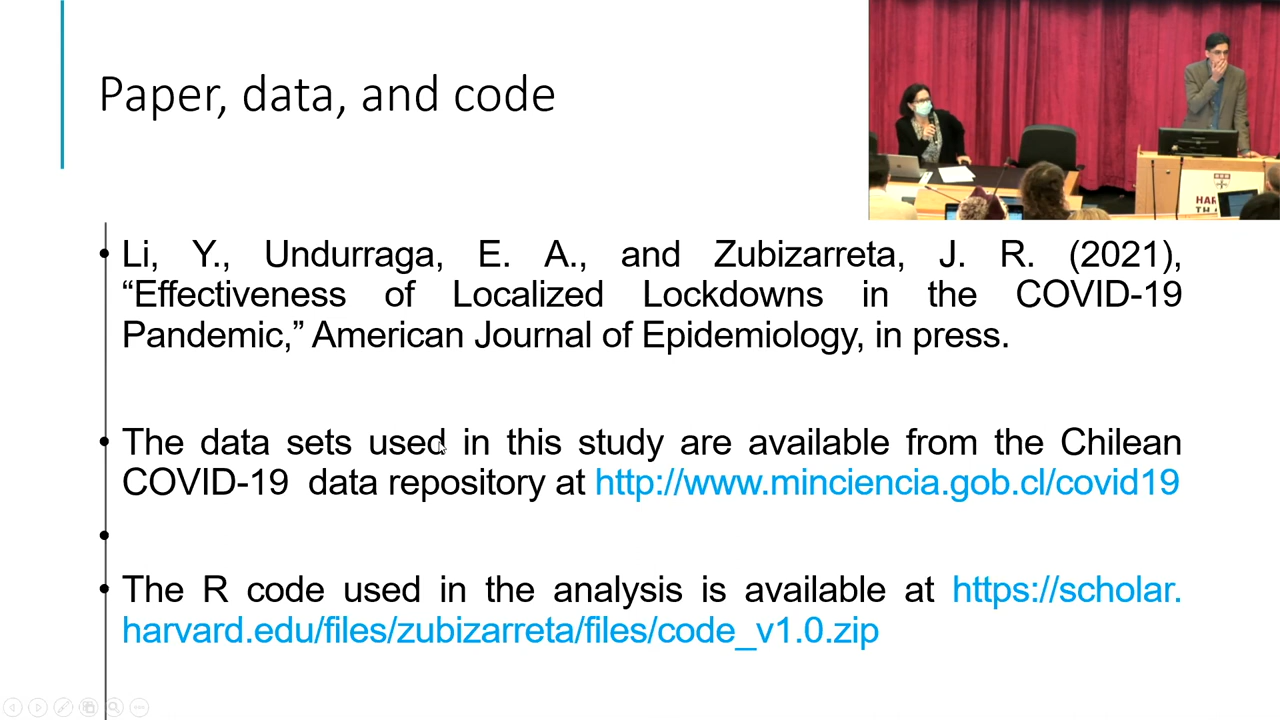 Paper, data, and code
• Li, Y., Undurraga, E. A., and Zubizarreta, J. R. (2021),
“Effectiveness of Localized Lockdowns in the COVID-19
Pandemic,” American Journal of Epidemiology, in press.
• The data sets used in this study are available from the Chilean
COVID-19 data repository at http://www.minciencia.gob.cl/covid19
•
• The R code used in the analysis is available at https://scholar.
harvard.edu/files/zubizarreta/files/code_v1.0.zip